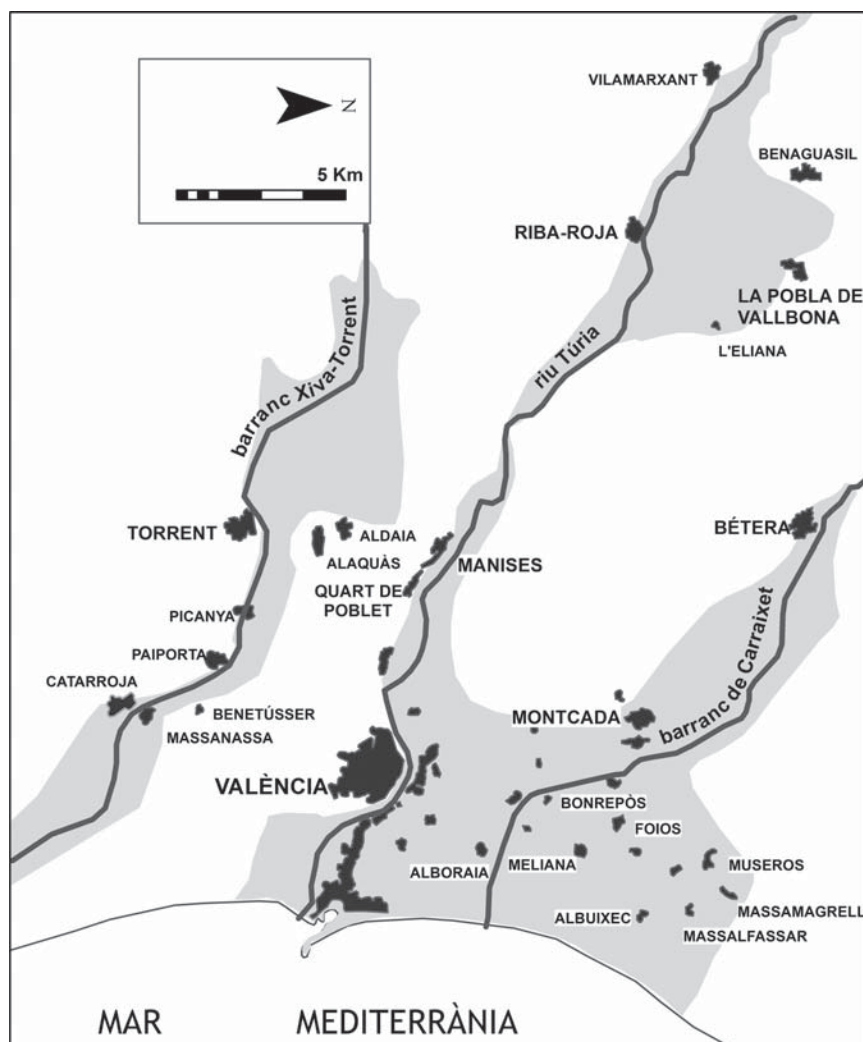 VILAMARXANT
N
BENAGUASIL
5 Km
RIBA-ROJA
LA POBLA DE
VALLBONA
L'ELIANA
riu Túria
barranc Xiva-Torrent
TORRENT
ALDAIA
ALAQUÀS
BÉTERA
MANISES
QUART DE
POBLET
PICANYA
PAIPORTA
CATARROJA
BENETÚSSER
MASSANASSA
MONTCADA
barranc de Carraixet
VALÈNCIA
BONREPÒS
FOIOS
ALBORAIA
MELIANA
MUSEROS
ALBUIXEC
MASSAMAGRELL
MASSALFASSAR
MAR MEDITERRÀNIA